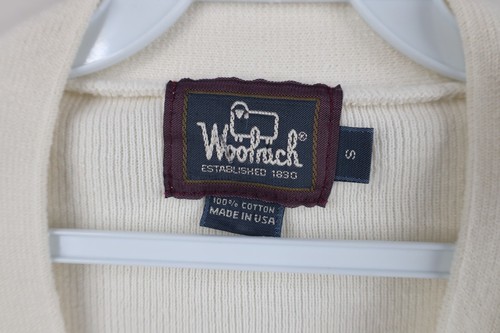 Woolrich®
ESTABLISHED 1830
S
100% COTTON
MADE IN USA